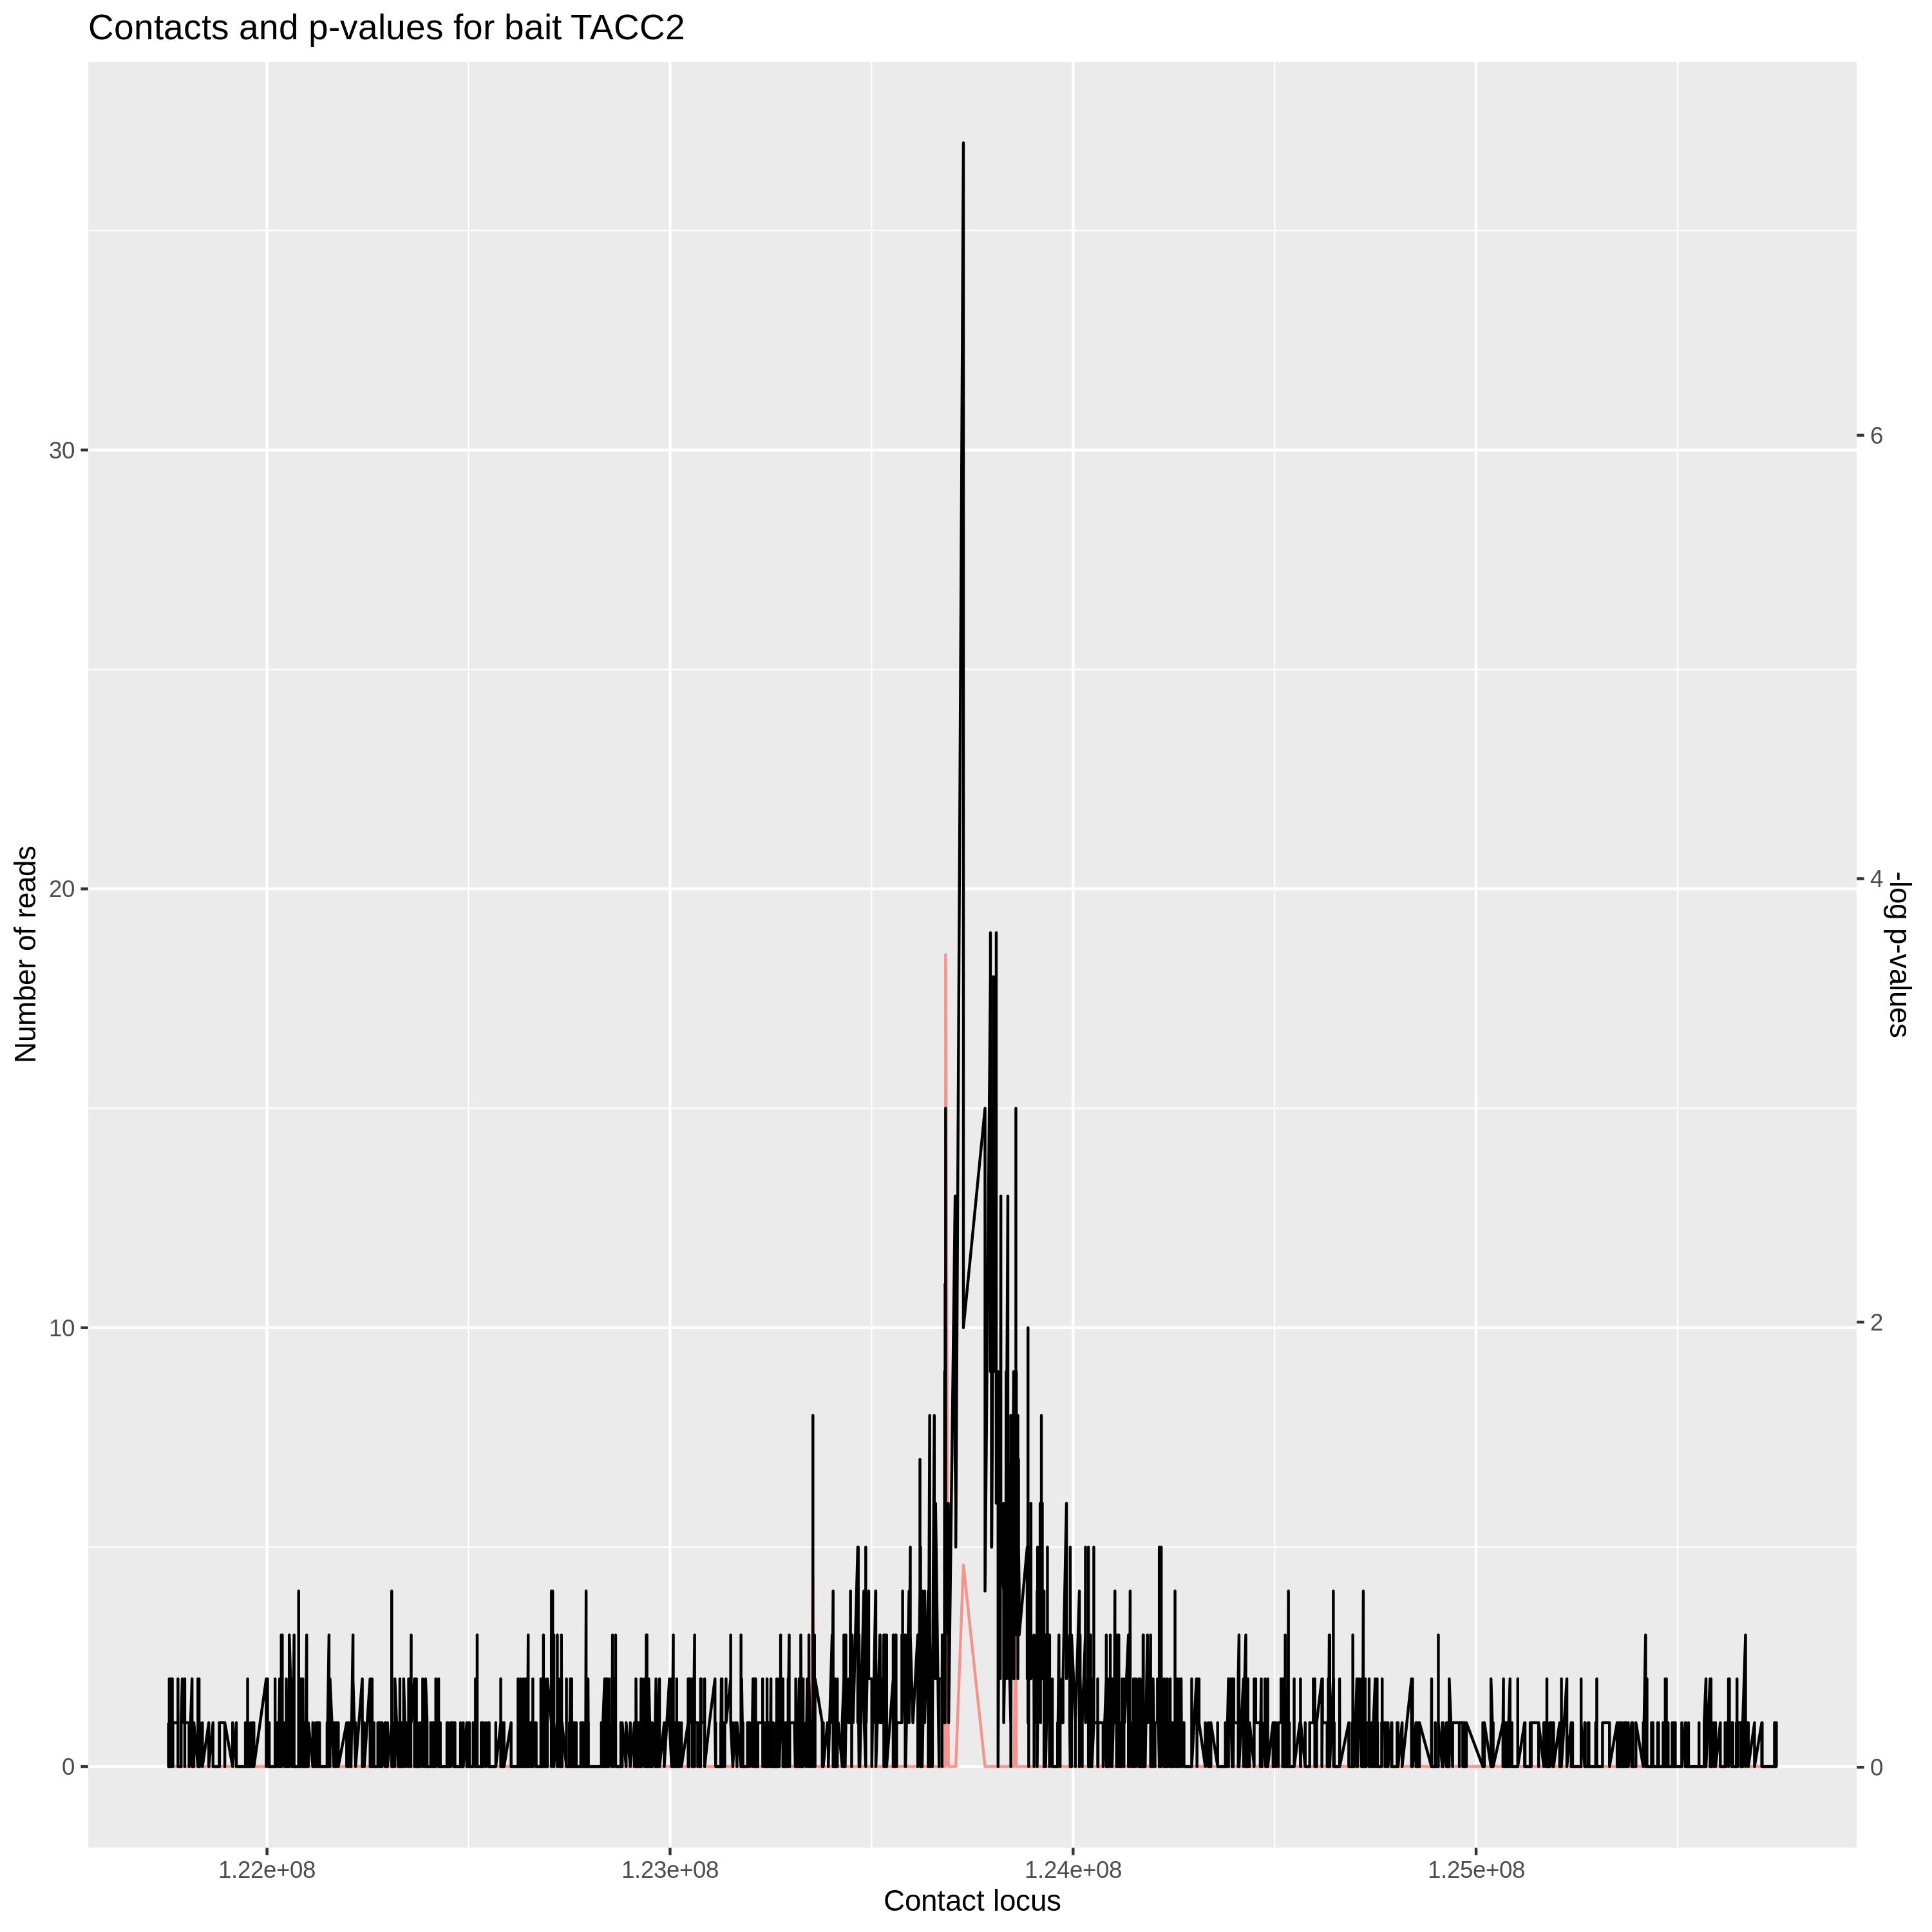 Contacts and p-values for bait TACC2
Number of reads
30
20
10
0
6
4
2
0
-log p-values
1.22e+08
1.23e+08
1.24e+08
1.25e+08
Contact locus